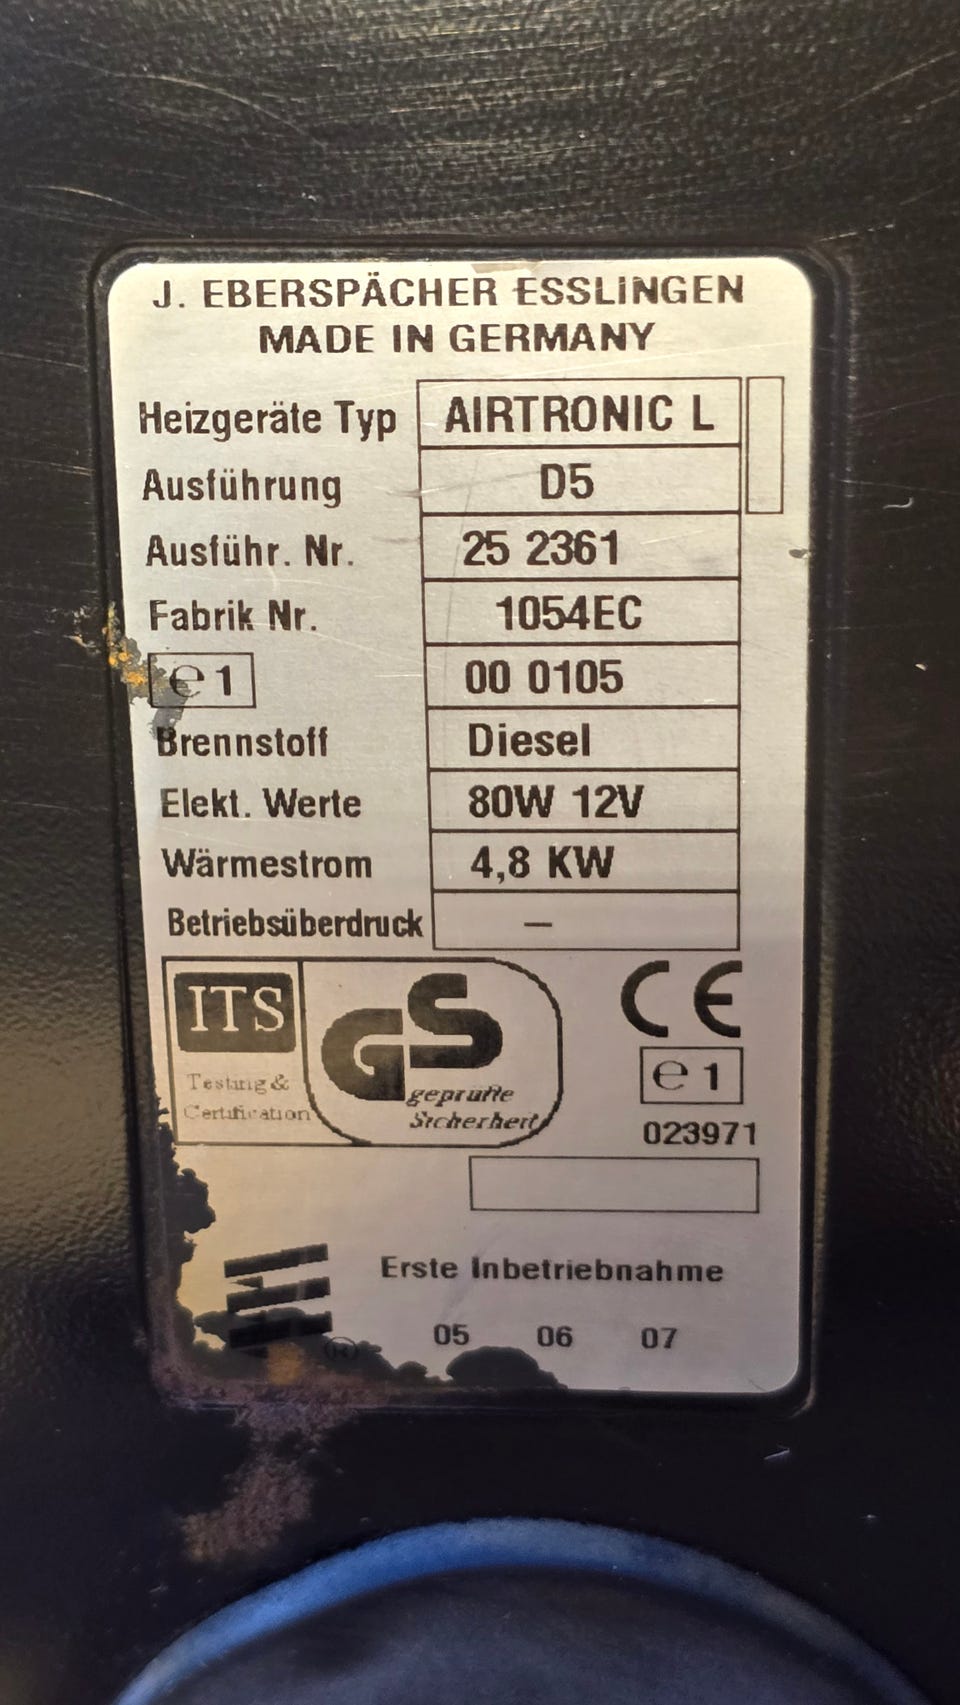 J. EBERSPÄCHER ESSLINGEN
MADE IN GERMANY
Heizgeräte Typ AIRTRONIC L
Ausführung D5
Ausführ. Nr. 25 2361
Fabrik Nr. 1054EC
e1 00 0105
Brennstoff Diesel
Elekt. Werte 80W 12V
Wärmestrom 4,8 KW
Betriebsüberdruck –
ITS
Testing &
Certification
GS
geprüfte
Sicherheit
CE
e1
023971
Erste Inbetriebnahme
®
05 06 07